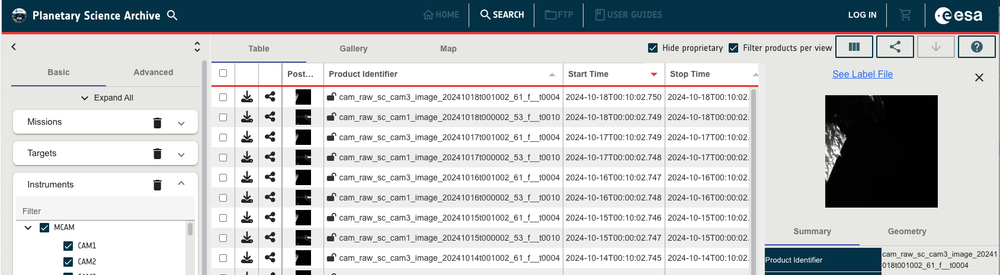 Planetary Science Archive
HOME
SEARCH
FTP
USER GUIDES
LOG IN
esa
Table
Gallery
Map
Hide proprietary
Filter products per view
Basic
Advanced
Expand All
Missions
Targets
Instruments
Filter
MCAM
CAM1
CAM2
Post... Product Identifier Start Time Stop Time
cam_raw_sc_cam3_image_20241018t001002_61_f__t0004 2024-10-18T00:10:02.750 2024-10-18T00:10:02.
cam_raw_sc_cam1_image_20241018t000002_53_f__t0010 2024-10-18T00:00:02.749 2024-10-18T00:00:02.
cam_raw_sc_cam3_image_20241017t001002_61_f__t0004 2024-10-17T00:10:02.749 2024-10-17T00:10:02.
cam_raw_sc_cam1_image_20241017t000002_53_f__t0010 2024-10-17T00:00:02.748 2024-10-17T00:00:02.
cam_raw_sc_cam3_image_20241016t001002_61_f__t0004 2024-10-16T00:10:02.747 2024-10-16T00:10:02.
cam_raw_sc_cam1_image_20241016t000002_53_f__t0010 2024-10-16T00:00:02.748 2024-10-16T00:00:02.
cam_raw_sc_cam3_image_20241015t001002_61_f__t0004 2024-10-15T00:10:02.746 2024-10-15T00:10:02.
cam_raw_sc_cam1_image_20241015t000002_53_f__t0010 2024-10-15T00:00:02.747 2024-10-15T00:00:02.
cam_raw_sc_cam3_image_20241014t001002_61_f__t0004 2024-10-14T00:10:02.745 2024-10-14T00:10:02.
See Label File
Summary
Geometry
Product Identifier
cam_raw_sc_cam3_image_20241
018t001002_61_f__t0004